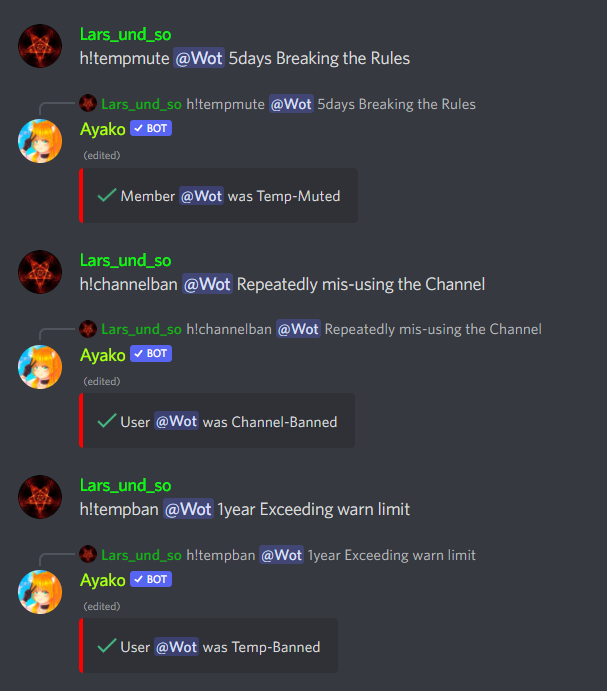 Lars_und_so
h!tempmute @Wot 5days Breaking the Rules
Lars_und_so h!tempmute @Wot 5days Breaking the Rules
Ayako ✓ BOT
(edited)
✓ Member @Wot was Temp-Muted
Lars_und_so
h!channelban @Wot Repeatedly mis-using the Channel
Lars_und_so h!channelban @Wot Repeatedly mis-using the Channel
Ayako ✓ BOT
(edited)
✓ User @Wot was Channel-Banned
Lars_und_so
h!tempban @Wot 1year Exceeding warn limit
Lars_und_so h!tempban @Wot 1year Exceeding warn limit
Ayako ✓ BOT
(edited)
✓ User @Wot was Temp-Banned